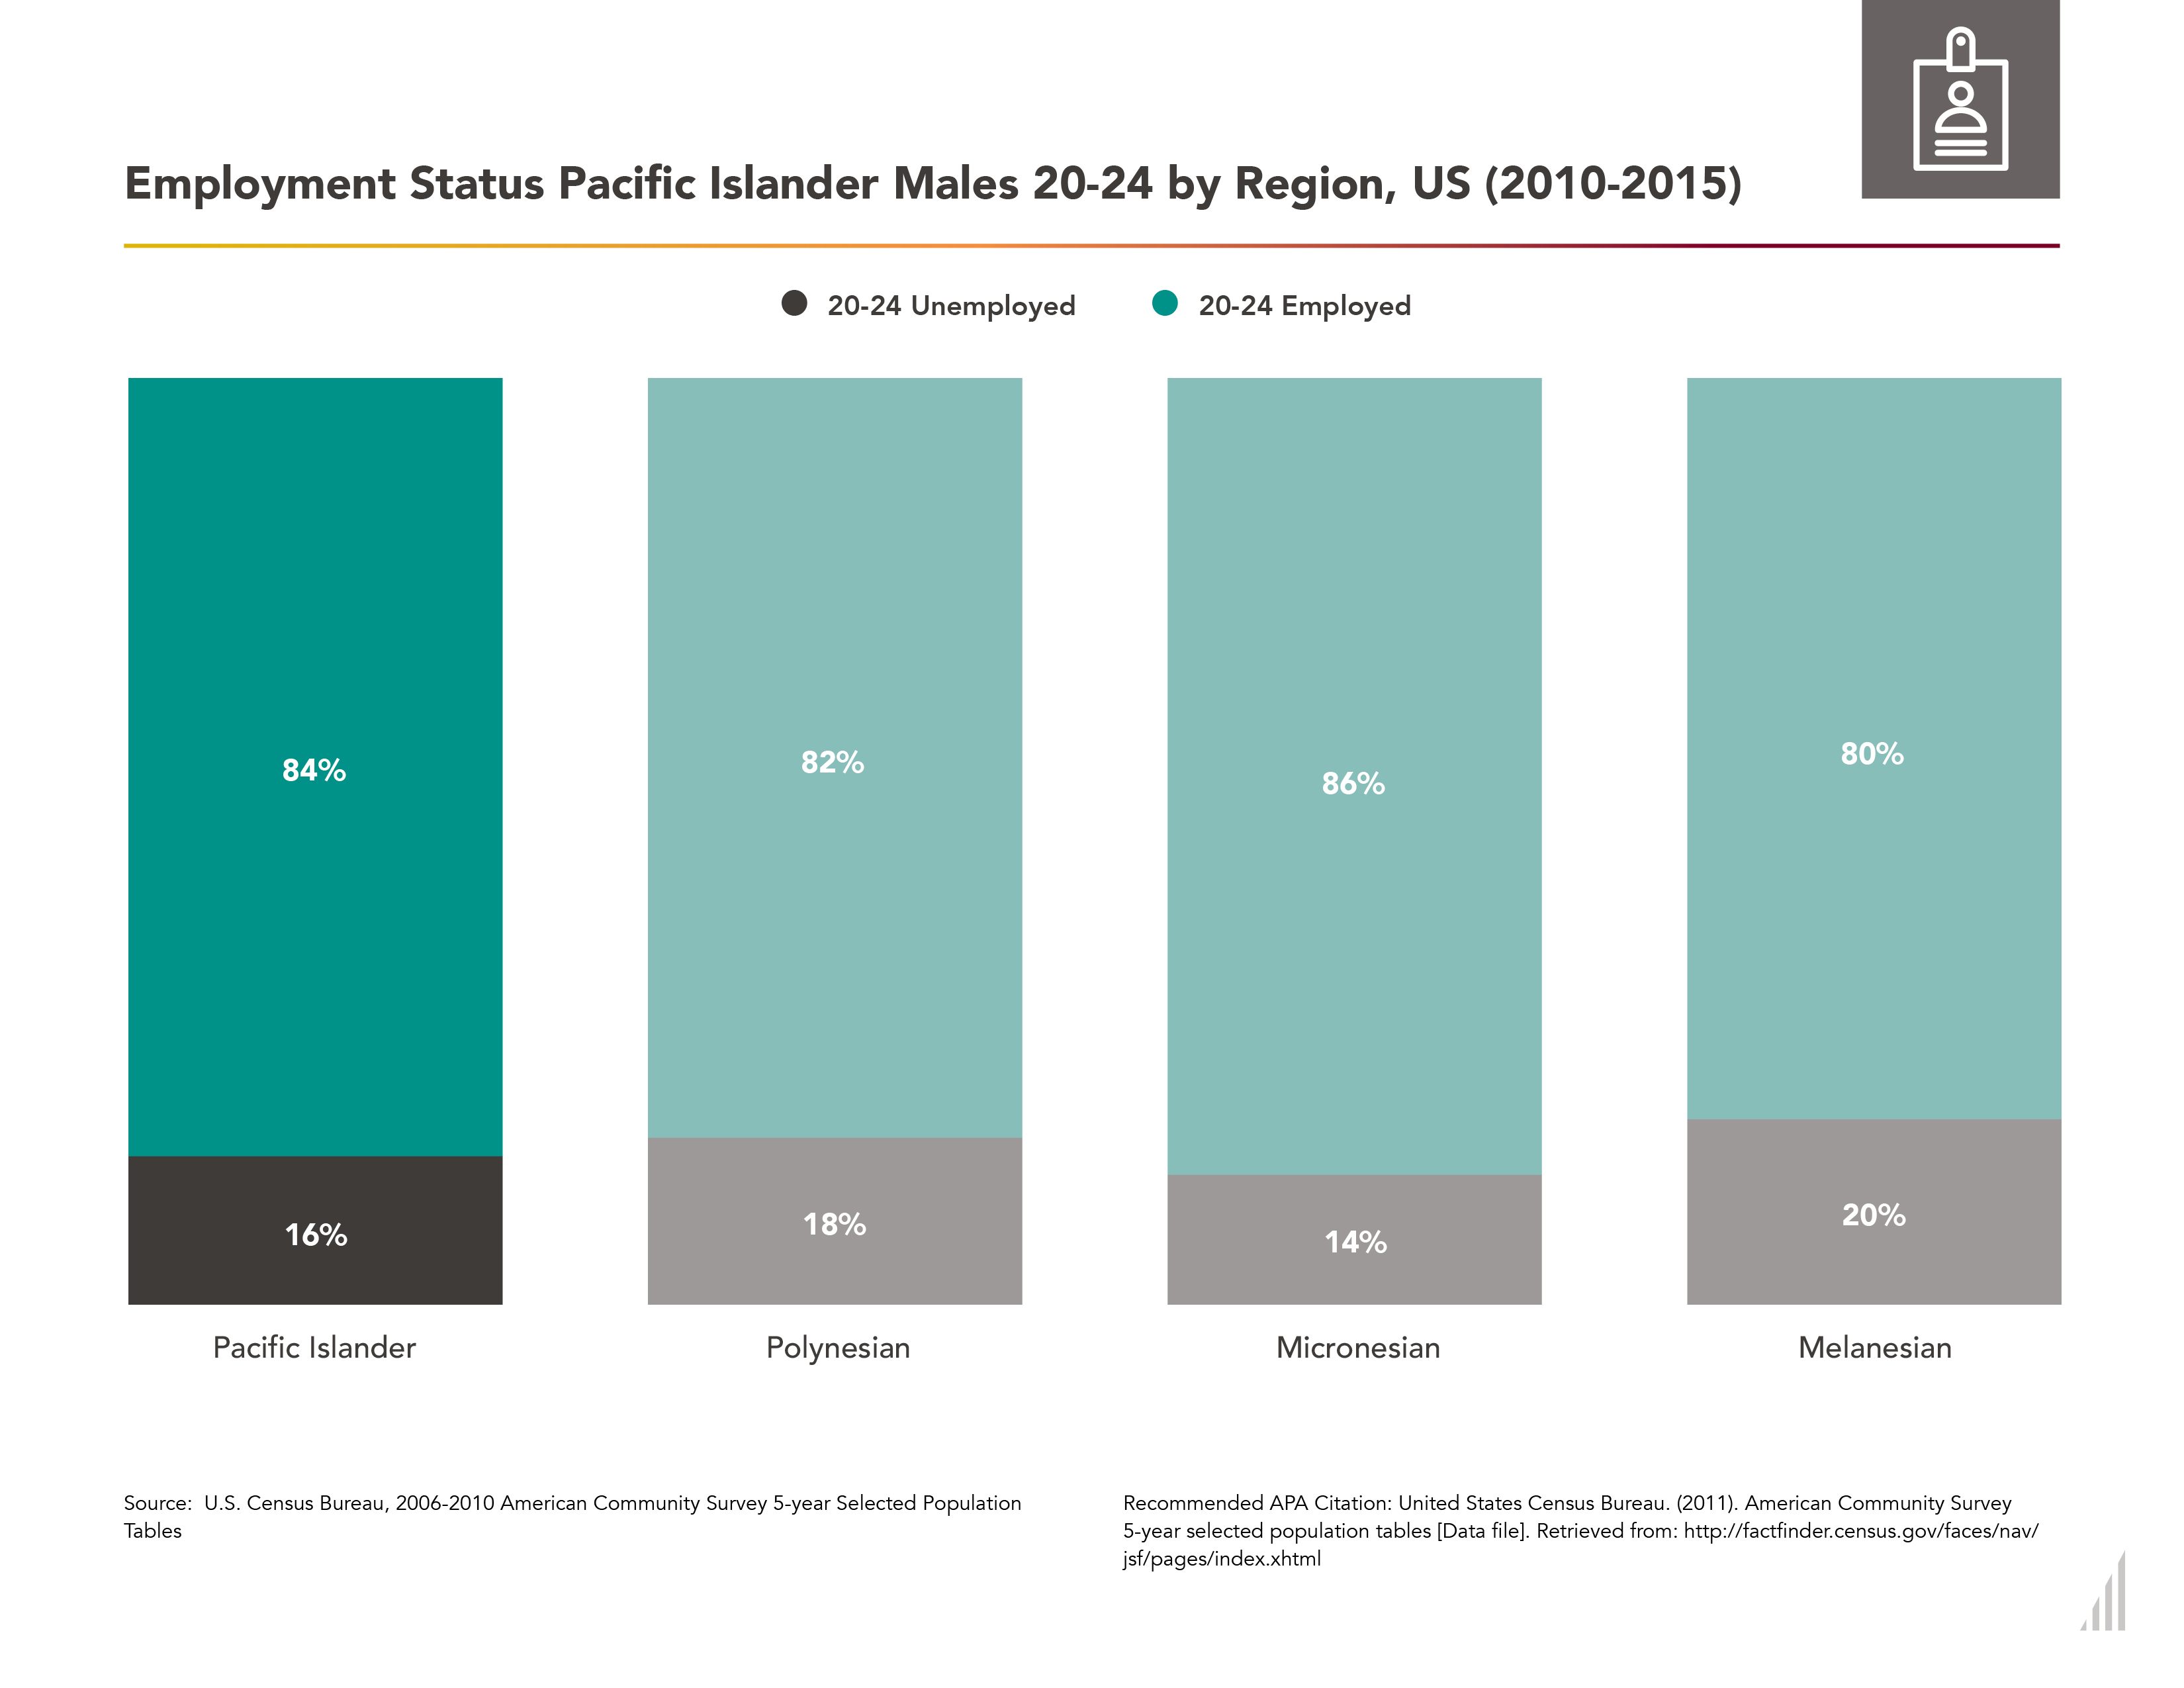 Employment Status Pacific Islander Males 20-24 by Region, US (2010-2015)
20-24 Unemployed
20-24 Employed
84%
82%
86%
80%
16%
18%
14%
20%
Pacific Islander
Polynesian
Micronesian
Melanesian
Source:  U.S. Census Bureau, 2006-2010 American Community Survey 5-year Selected Population
Tables
Recommended APA Citation: United States Census Bureau. (2011). American Community Survey
5-year selected population tables [Data file]. Retrieved from: http://factfinder.census.gov/faces/nav/
jsf/pages/index.xhtml